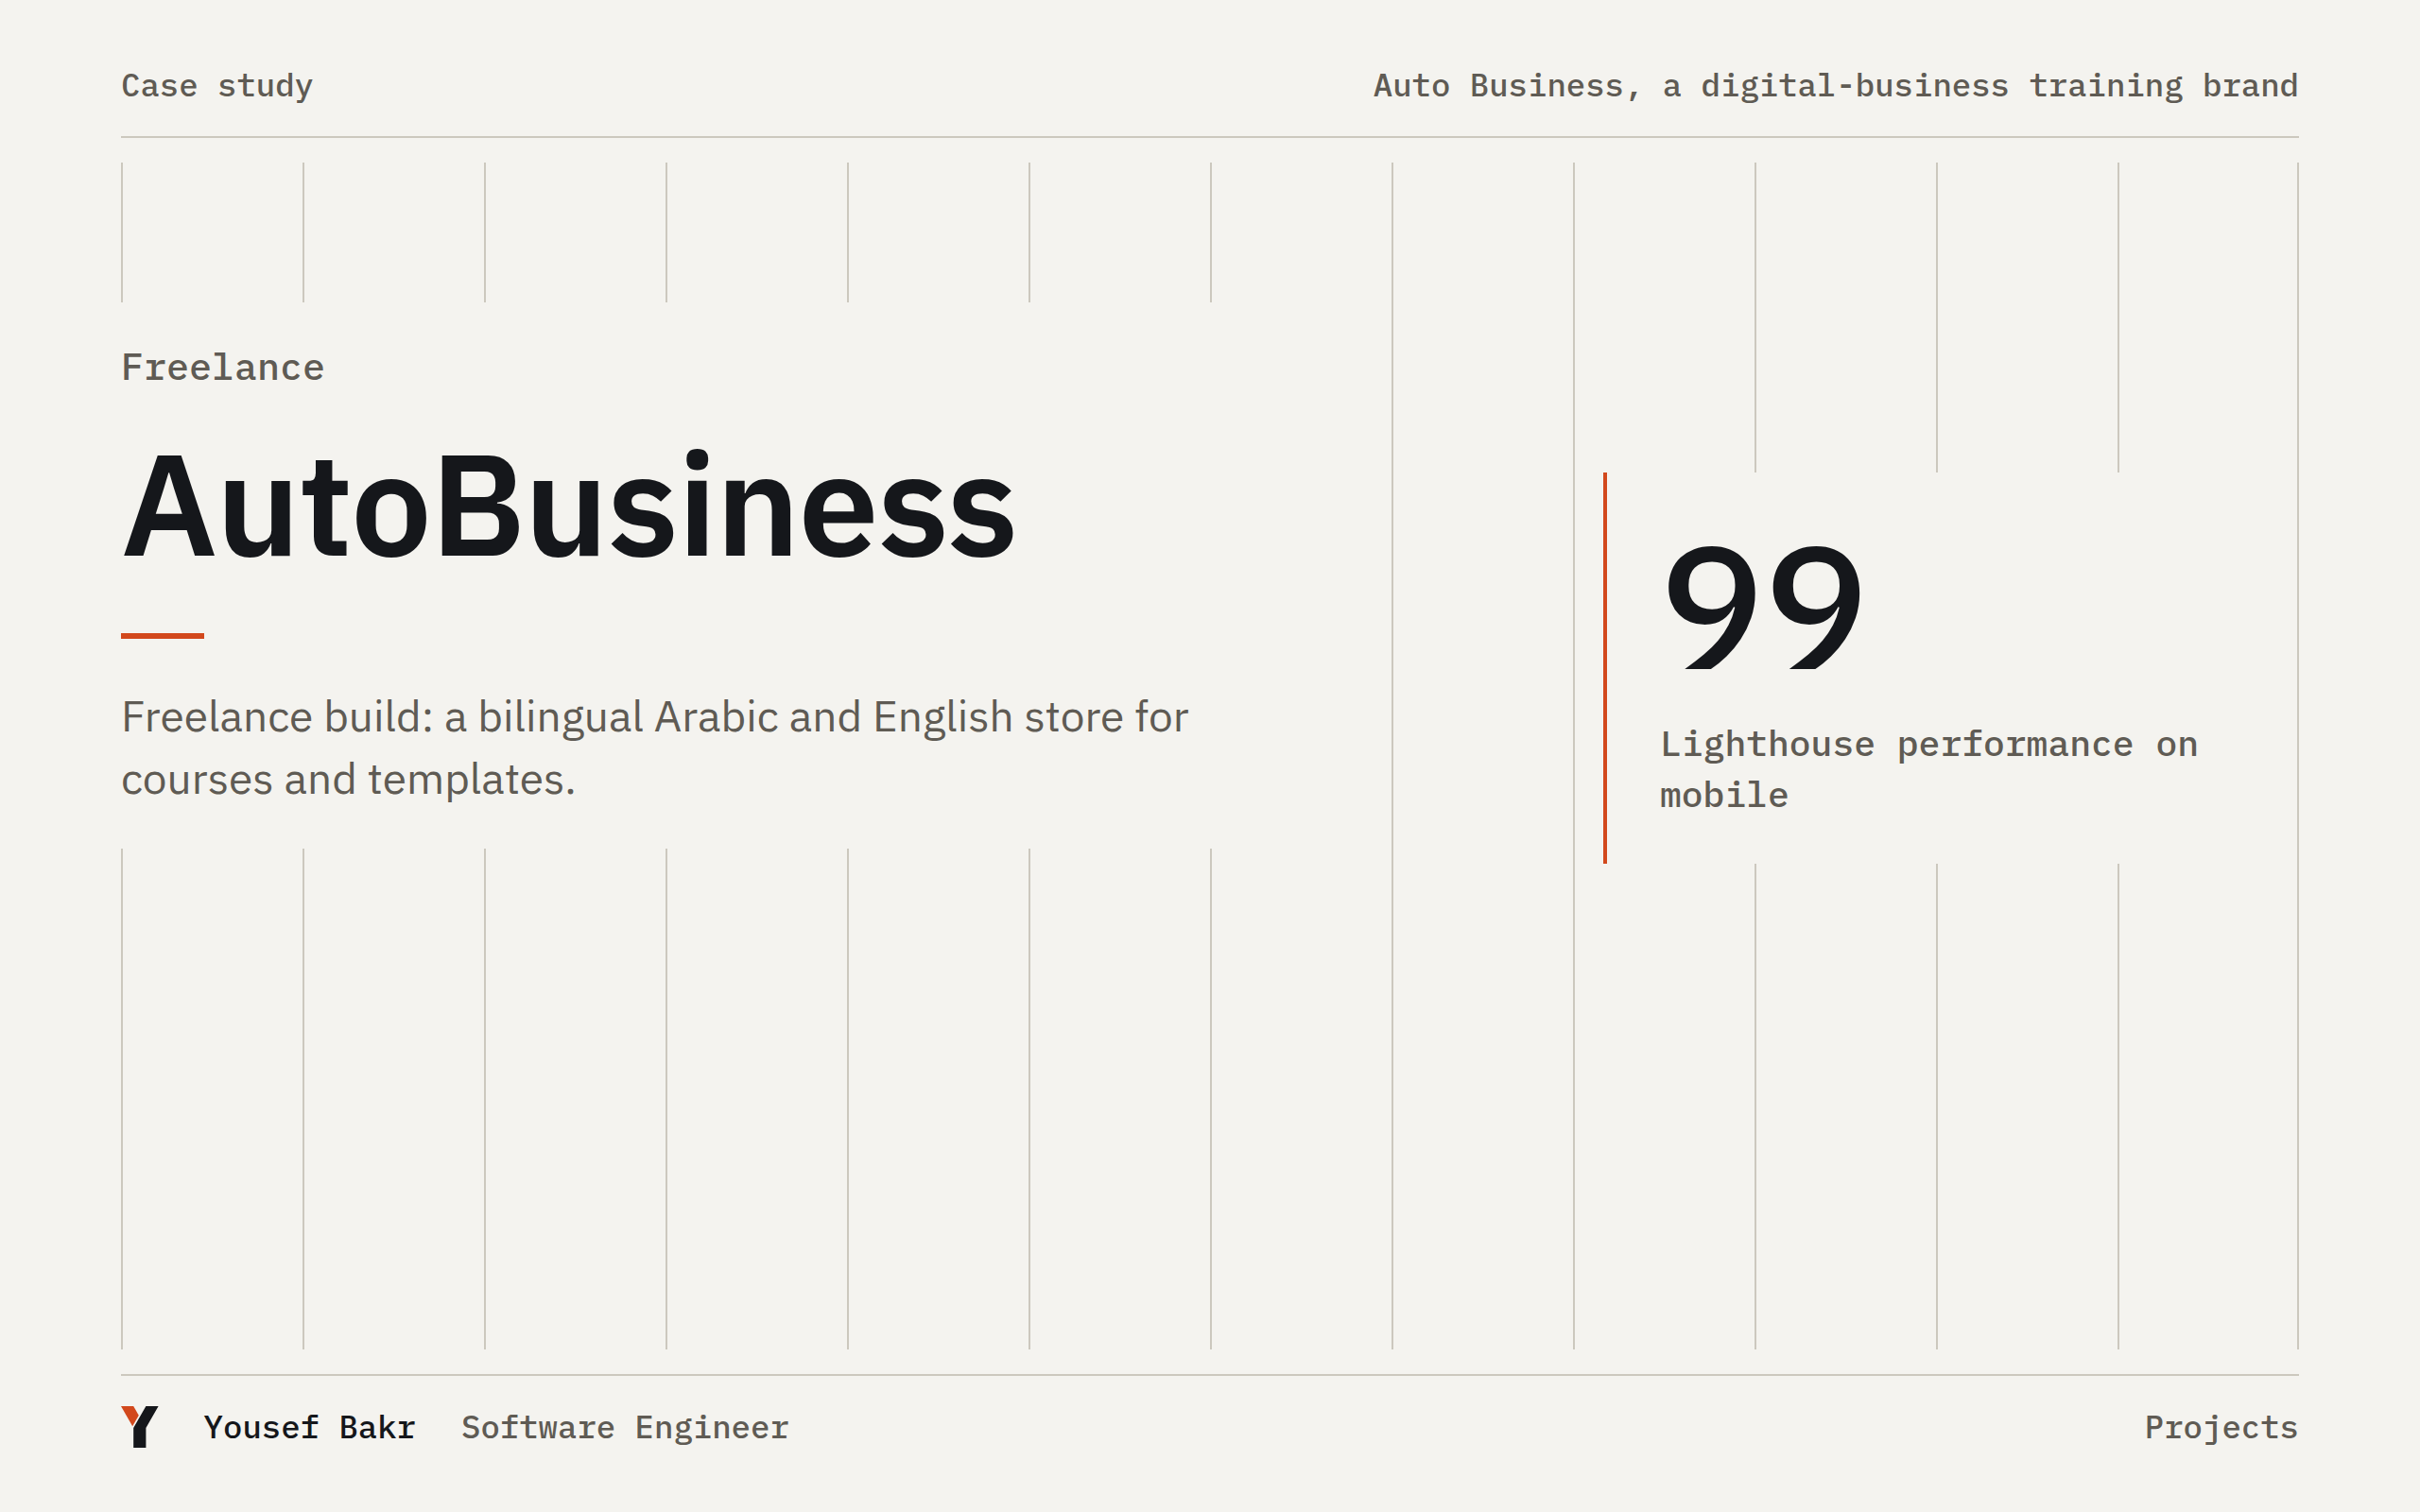 Case study
Auto Business, a digital-business training brand
Freelance
AutoBusiness
Freelance build: a bilingual Arabic and English store for
courses and templates.
99
Lighthouse performance on
mobile
Y
Yousef Bakr
Software Engineer
Projects